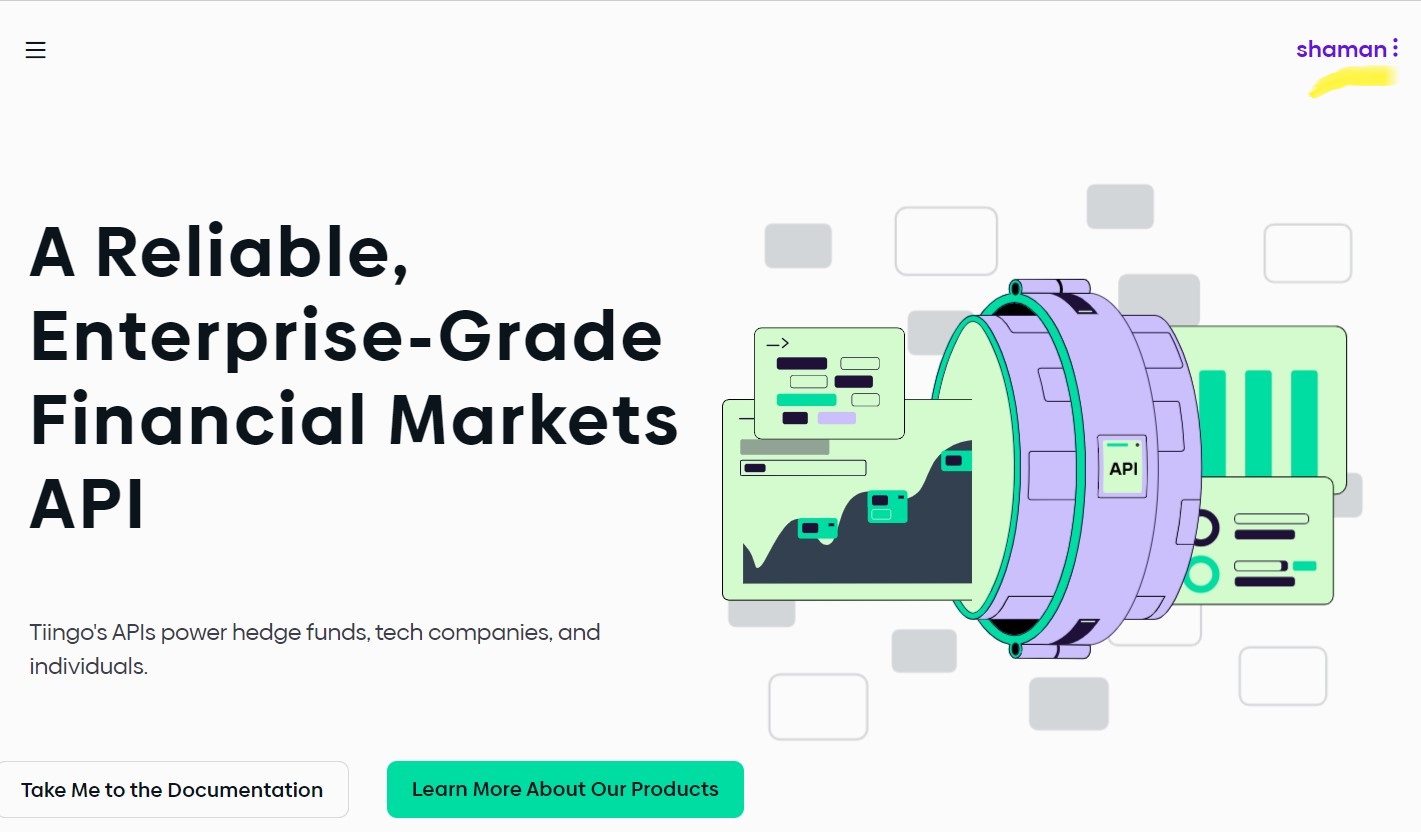 shaman
A Reliable,
Enterprise-Grade
Financial Markets
API
API
Tiingo's APIs power hedge funds, tech companies, and
individuals.
Take Me to the Documentation
Learn More About Our Products